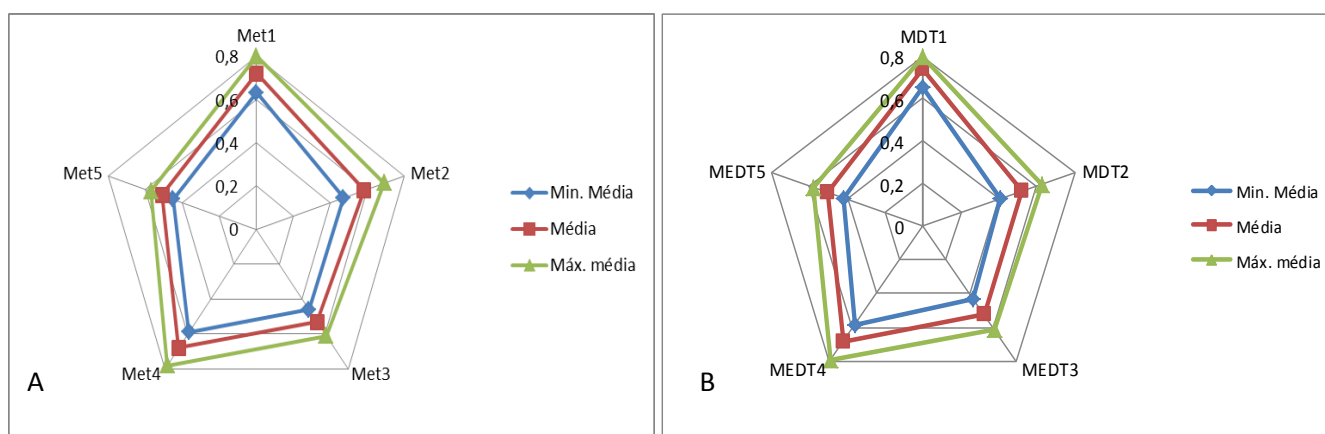 Met1
0,8
0,6
0,4
0,2
0
Met2
Met3
Met4
Met5
Min. Média
Média
Máx. média
A
MDT1
0,8
0,6
0,4
0,2
0
MDT2
MEDT3
MEDT4
MEDT5
Min. Média
Média
Máx. média
B